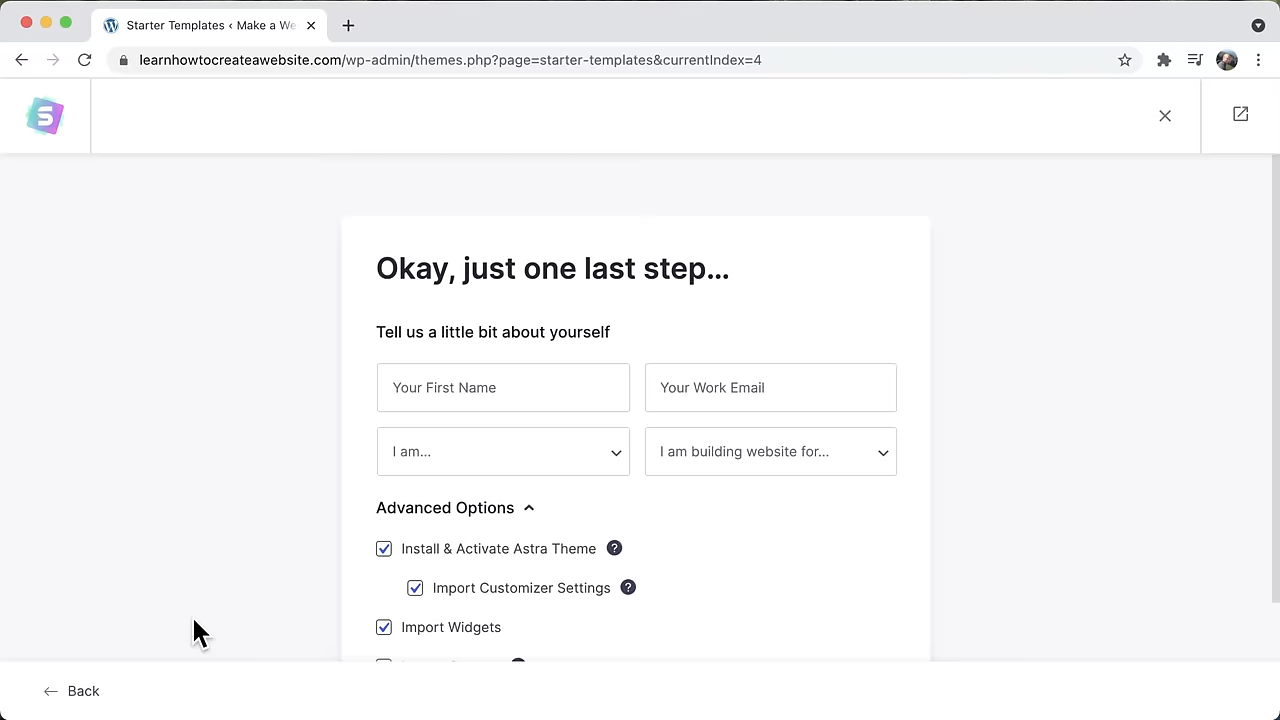 Starter Templates ‹ Make a We
learnhowtocreateawebsite.com/wp-admin/themes.php?page=starter-templates&currentIndex=4
S
Okay, just one last step...
Tell us a little bit about yourself
Your First Name
Your Work Email
I am...
I am building website for...
Advanced Options
Install & Activate Astra Theme ?
Import Customizer Settings ?
Import Widgets
← Back